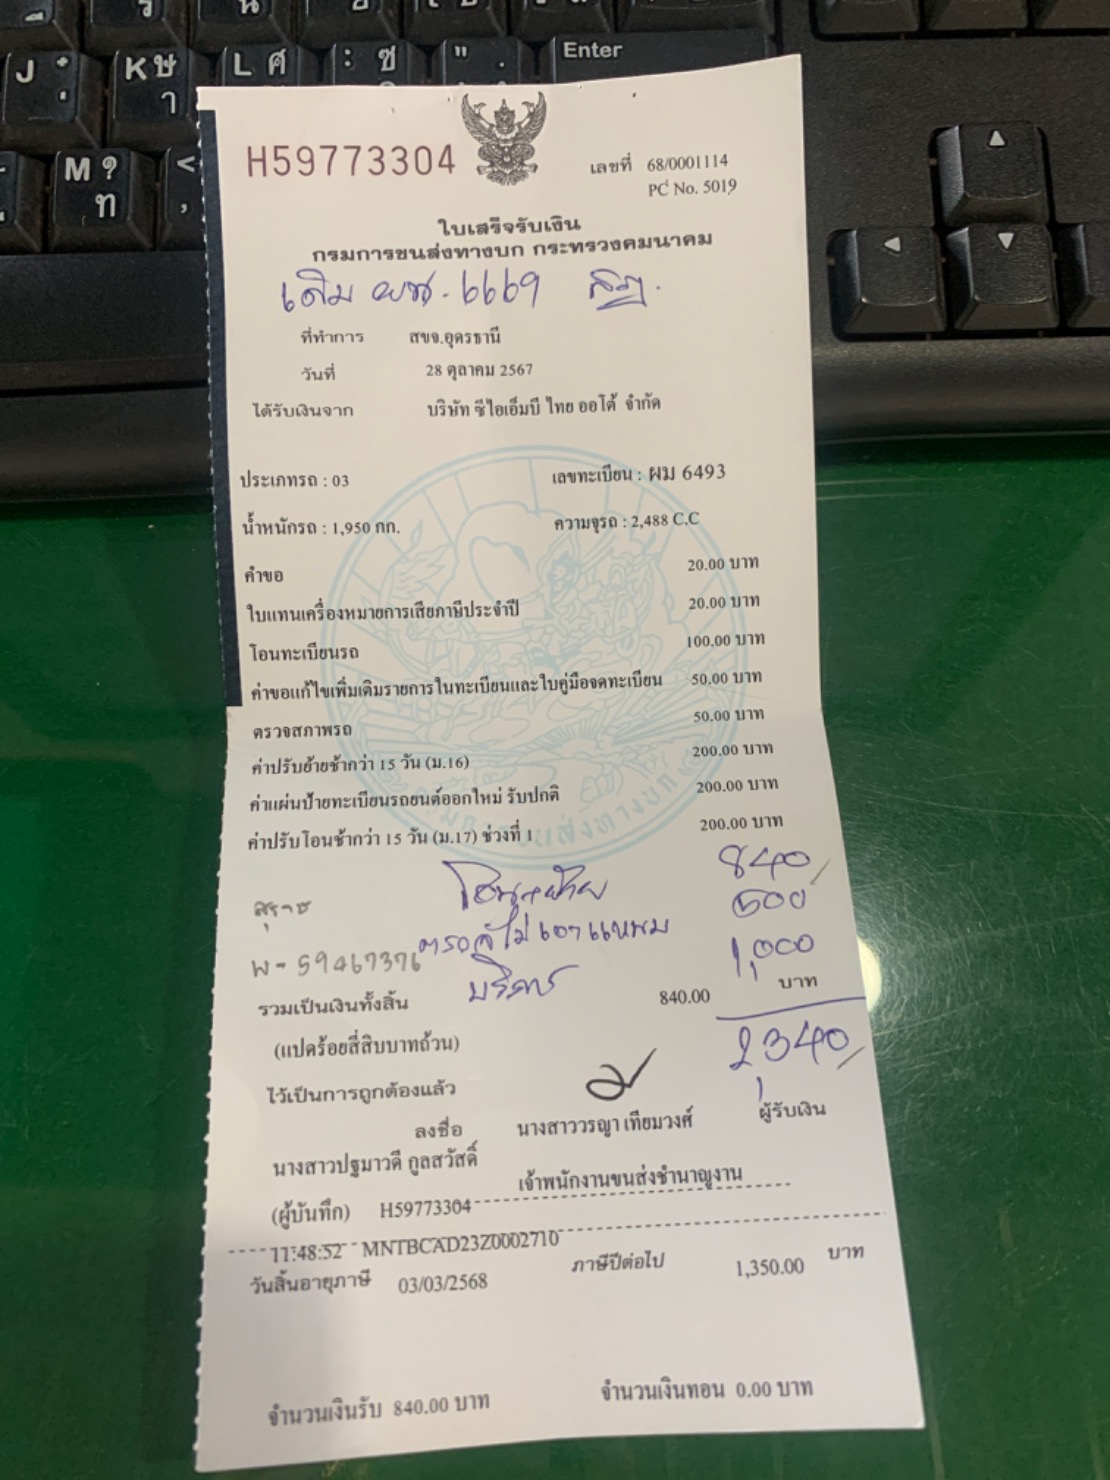 J
K ษ
า
L ศ
: ซ
" .
Enter
M ?
ท
<
,
H59773304
เลขที่ 68/0001114
PC No. 5019
ใบเสร็จรับเงิน
กรมการขนส่งทางบก กระทรวงคมนาคม
เดิม ๖๖๖๙
ที่ทำการ สขจ.อุดรธานี
วันที่ 28 ตุลาคม 2567
ได้รับเงินจาก บริษัท ซีไอเอ็มบี ไทย ออโต้ จำกัด
ประเภทรถ : 03 เลขทะเบียน : ผม 6493
น้ำหนักรถ : 1,950 กก. ความจุรถ : 2,488 C.C
คำขอ 20.00 บาท
ใบแทนเครื่องหมายการเสียภาษีประจำปี 20.00 บาท
โอนทะเบียนรถ 100.00 บาท
ค่าขอแก้ไขเพิ่มเติมรายการในทะเบียนและใบคู่มือจดทะเบียน 50.00 บาท
ตรวจสภาพรถ 50.00 บาท
ค่าปรับย้ายช้ากว่า 15 วัน (ม.16) 200.00 บาท
ค่าแผ่นป้ายทะเบียนรถยนต์ออกใหม่ รับปกติ 200.00 บาท
ค่าปรับโอนช้ากว่า 15 วัน (ม.17) ช่วงที่ 1 200.00 บาท
โอน+ย้าย 840/
500
W - 59467376
บริการ 1,000
รวมเป็นเงินทั้งสิ้น 840.00 บาท
(แปดร้อยสี่สิบบาทถ้วน) 2,340/
ไว้เป็นการถูกต้องแล้ว
ลงชื่อ นางสาววรญา เทียมวงศ์ ผู้รับเงิน
นางสาวปฐมาวดี กูลสวัสดิ์ เจ้าพนักงานขนส่งชำนาญงาน
(ผู้บันทึก) H59773304
11:48:52 MNTBCAD23Z0002710
วันสิ้นอายุภาษี 03/03/2568 ภาษีปีต่อไป 1,350.00 บาท
จำนวนเงินรับ 840.00 บาท จำนวนเงินทอน 0.00 บาท